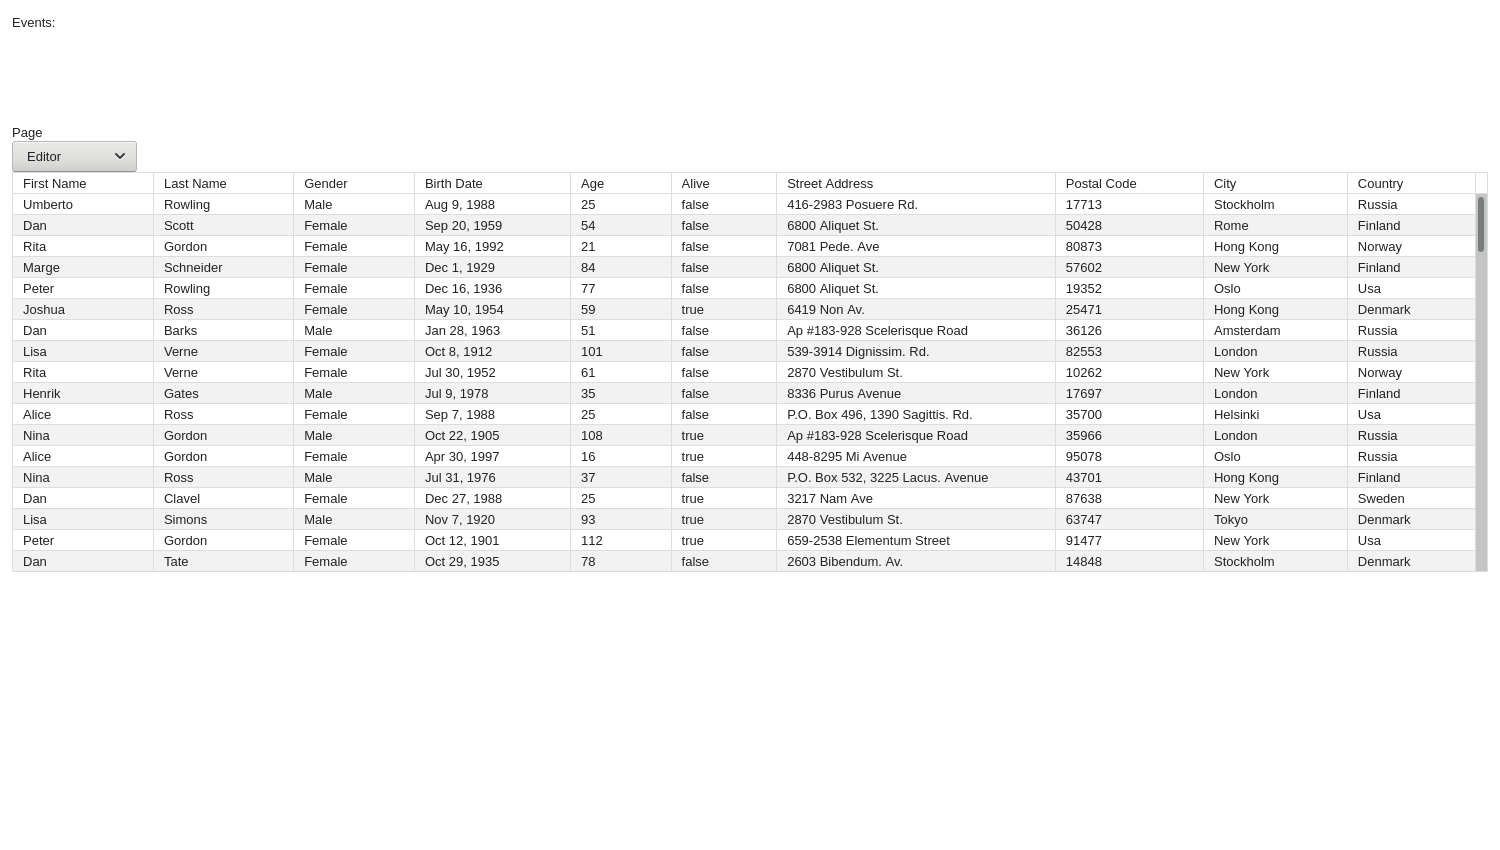 Events:
Page
Editor
First Name Last Name Gender Birth Date Age Alive Street Address Postal Code City Country
Umberto Rowling Male Aug 9, 1988 25 false 416-2983 Posuere Rd. 17713 Stockholm Russia
Dan Scott Female Sep 20, 1959 54 false 6800 Aliquet St. 50428 Rome Finland
Rita Gordon Female May 16, 1992 21 false 7081 Pede. Ave 80873 Hong Kong Norway
Marge Schneider Female Dec 1, 1929 84 false 6800 Aliquet St. 57602 New York Finland
Peter Rowling Female Dec 16, 1936 77 false 6800 Aliquet St. 19352 Oslo Usa
Joshua Ross Female May 10, 1954 59 true 6419 Non Av. 25471 Hong Kong Denmark
Dan Barks Male Jan 28, 1963 51 false Ap #183-928 Scelerisque Road 36126 Amsterdam Russia
Lisa Verne Female Oct 8, 1912 101 false 539-3914 Dignissim. Rd. 82553 London Russia
Rita Verne Female Jul 30, 1952 61 false 2870 Vestibulum St. 10262 New York Norway
Henrik Gates Male Jul 9, 1978 35 false 8336 Purus Avenue 17697 London Finland
Alice Ross Female Sep 7, 1988 25 false P.O. Box 496, 1390 Sagittis. Rd. 35700 Helsinki Usa
Nina Gordon Male Oct 22, 1905 108 true Ap #183-928 Scelerisque Road 35966 London Russia
Alice Gordon Female Apr 30, 1997 16 true 448-8295 Mi Avenue 95078 Oslo Russia
Nina Ross Male Jul 31, 1976 37 false P.O. Box 532, 3225 Lacus. Avenue 43701 Hong Kong Finland
Dan Clavel Female Dec 27, 1988 25 true 3217 Nam Ave 87638 New York Sweden
Lisa Simons Male Nov 7, 1920 93 true 2870 Vestibulum St. 63747 Tokyo Denmark
Peter Gordon Female Oct 12, 1901 112 true 659-2538 Elementum Street 91477 New York Usa
Dan Tate Female Oct 29, 1935 78 false 2603 Bibendum. Av. 14848 Stockholm Denmark